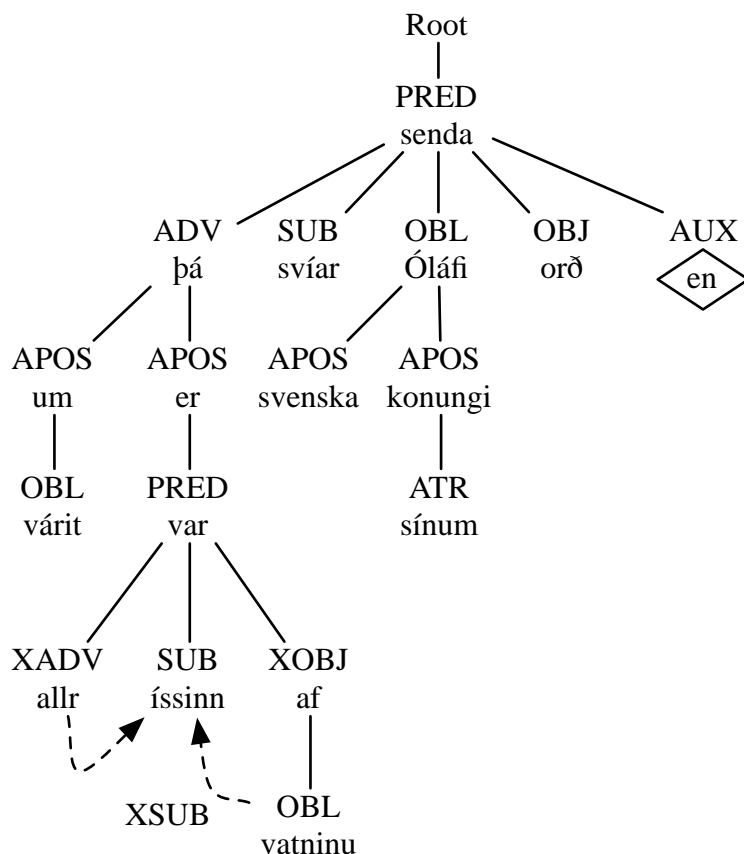 Root
PRED
senda
ADV SUB OBL OBJ AUX
þá svíar Óláfi orð en
APOS APOS APOS APOS
um er svenska konungi
OBL PRED ATR
várit var sínum
XADV SUB XOBJ
allr íssinn af
XSUB OBL
vatninu